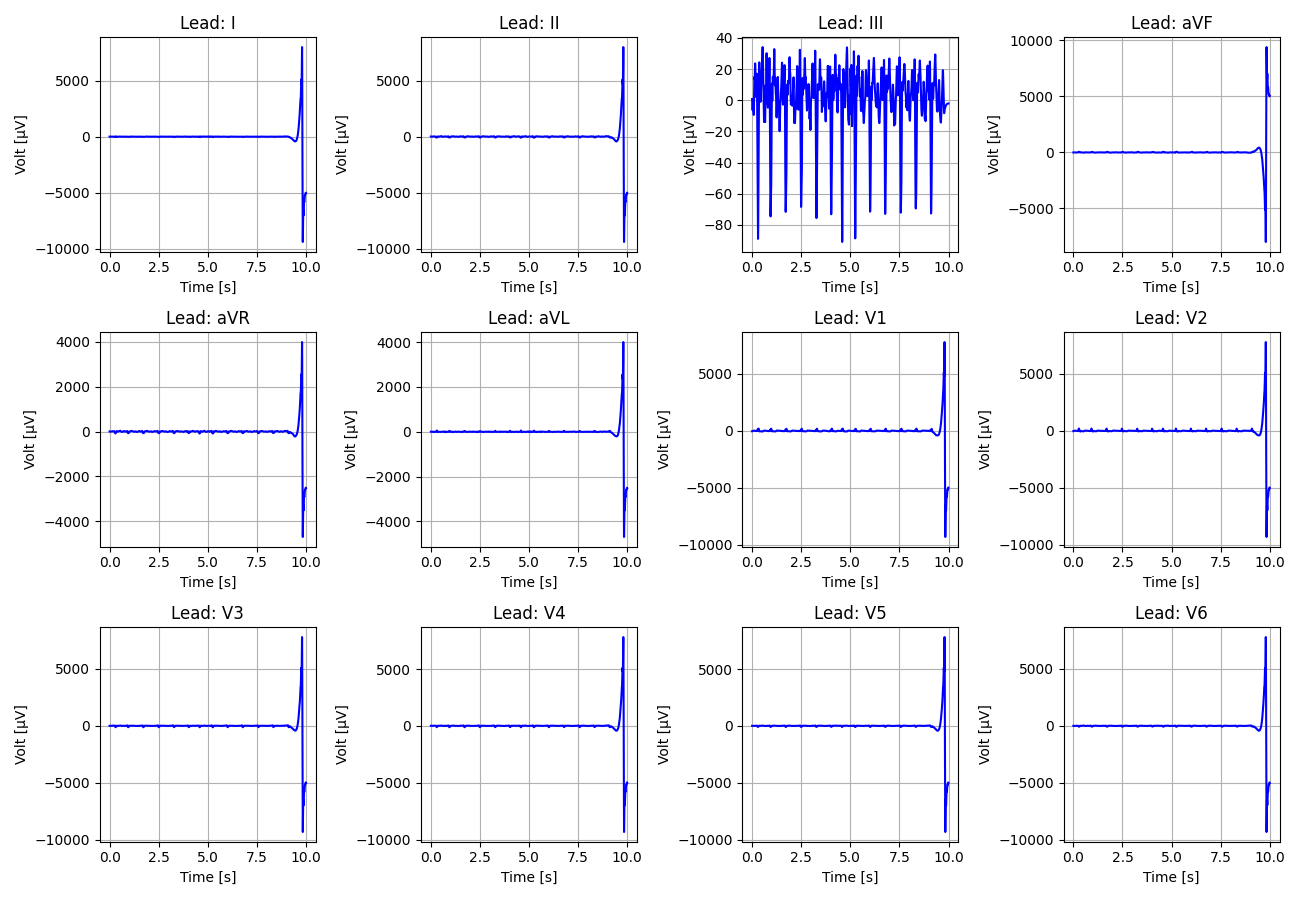 Lead: I
Volt [µV]
5000
0
−5000
−10000
0.0 2.5 5.0 7.5 10.0
Time [s]
Lead: II
Volt [µV]
5000
0
−5000
−10000
0.0 2.5 5.0 7.5 10.0
Time [s]
Lead: III
Volt [µV]
40
20
0
−20
−40
−60
−80
0.0 2.5 5.0 7.5 10.0
Time [s]
Lead: aVF
Volt [µV]
10000
5000
0
−5000
0.0 2.5 5.0 7.5 10.0
Time [s]
Lead: aVR
Volt [µV]
4000
2000
0
−2000
−4000
0.0 2.5 5.0 7.5 10.0
Time [s]
Lead: aVL
Volt [µV]
4000
2000
0
−2000
−4000
0.0 2.5 5.0 7.5 10.0
Time [s]
Lead: V1
Volt [µV]
5000
0
−5000
−10000
0.0 2.5 5.0 7.5 10.0
Time [s]
Lead: V2
Volt [µV]
5000
0
−5000
−10000
0.0 2.5 5.0 7.5 10.0
Time [s]
Lead: V3
Volt [µV]
5000
0
−5000
−10000
0.0 2.5 5.0 7.5 10.0
Time [s]
Lead: V4
Volt [µV]
5000
0
−5000
−10000
0.0 2.5 5.0 7.5 10.0
Time [s]
Lead: V5
Volt [µV]
5000
0
−5000
−10000
0.0 2.5 5.0 7.5 10.0
Time [s]
Lead: V6
Volt [µV]
5000
0
−5000
−10000
0.0 2.5 5.0 7.5 10.0
Time [s]